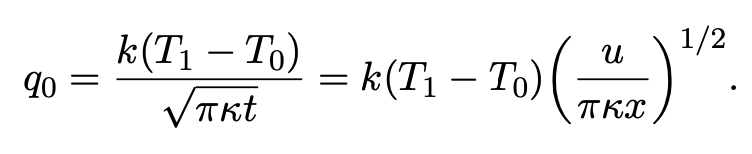 q₀ = k(T₁ − T₀) / √(πκt) = k(T₁ − T₀)(u / πκx)^{1/2}.